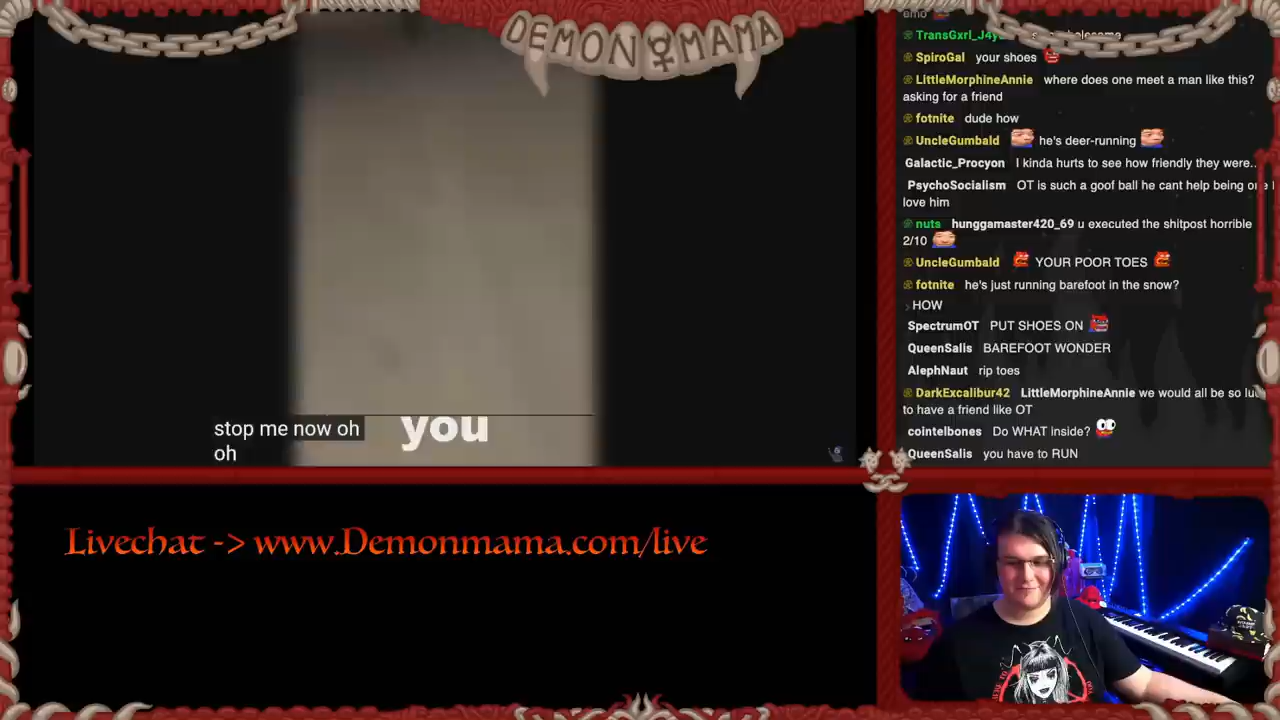 DEMON MAMA
emo
TransGxrl_J4y
SpiroGal your shoes
LittleMorphineAnnie where does one meet a man like this?
asking for a friend
fotnite dude how
UncleGumbald he's deer-running
Galactic_Procyon I kinda hurts to see how friendly they were..
PsychoSocialism OT is such a goof ball he cant help being one I
love him
nuts hunggamaster420_69 u executed the shitpost horrible
2/10
UncleGumbald YOUR POOR TOES
fotnite he's just running barefoot in the snow?
› HOW
SpectrumOT PUT SHOES ON
QueenSalis BAREFOOT WONDER
AlephNaut rip toes
DarkExcalibur42 LittleMorphineAnnie we would all be so
to have a friend like OT
cointelbones Do WHAT inside?
QueenSalis you have to RUN
you
stop me now oh
oh
Livechat -> www.Demonmama.com/live